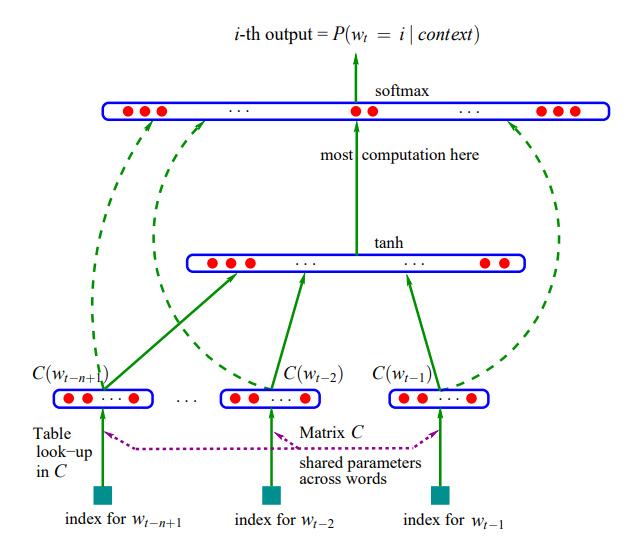 i-th output = P(w_t = i | context)
softmax
. . .
. . .
most computation here
tanh
. . .
. . .
C(w_{t−n+1})
C(w_{t−2})
C(w_{t−1})
. . .
. . .
. . .
. . .
Table
look−up
in C
Matrix C
shared parameters
across words
index for w_{t−n+1}
index for w_{t−2}
index for w_{t−1}